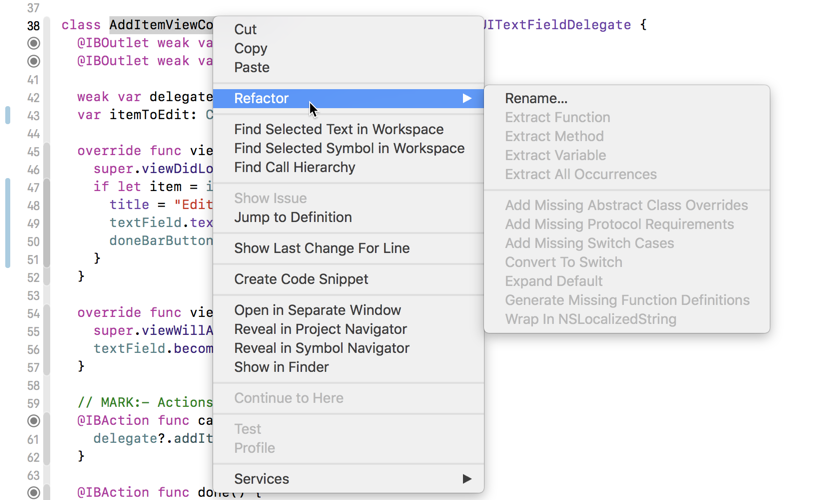 37
38 class AddItemViewCo
UITextFieldDelegate {
@IBOutlet weak va
@IBOutlet weak va
41
42 weak var delegate
43 var itemToEdit: C
44
45 override func vie
46 super.viewDidLo
47 if let item = i
48 title = "Edit
49 textField.tex
50 doneBarButton
51 }
52 }
53
54 override func vie
55 super.viewWillA
56 textField.becom
57 }
58
59 // MARK:- Actions
@IBAction func ca
61 delegate?.addIt
62 }
63
@IBAction func done() {
Cut
Copy
Paste
Refactor
Find Selected Text in Workspace
Find Selected Symbol in Workspace
Find Call Hierarchy
Show Issue
Jump to Definition
Show Last Change For Line
Create Code Snippet
Open in Separate Window
Reveal in Project Navigator
Reveal in Symbol Navigator
Show in Finder
Continue to Here
Test
Profile
Services
Rename...
Extract Function
Extract Method
Extract Variable
Extract All Occurrences
Add Missing Abstract Class Overrides
Add Missing Protocol Requirements
Add Missing Switch Cases
Convert To Switch
Expand Default
Generate Missing Function Definitions
Wrap In NSLocalizedString